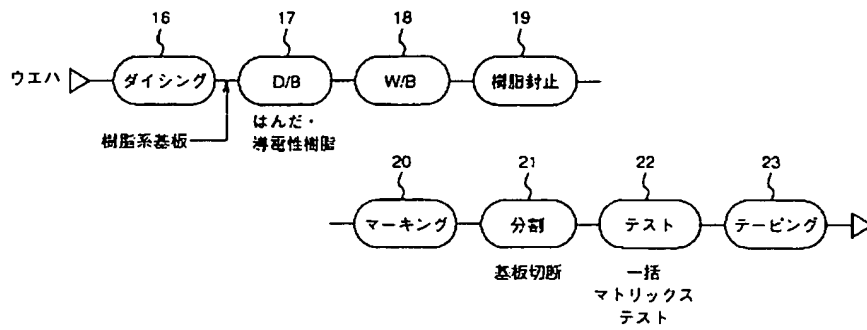 16
17
18
19
ウエハ
ダイシング
D/B
W/B
樹脂封止
樹脂系基板
はんだ・
導電性樹脂
20
21
22
23
マーキング
分割
テスト
テーピング
基板切断
一括
マトリックス
テスト